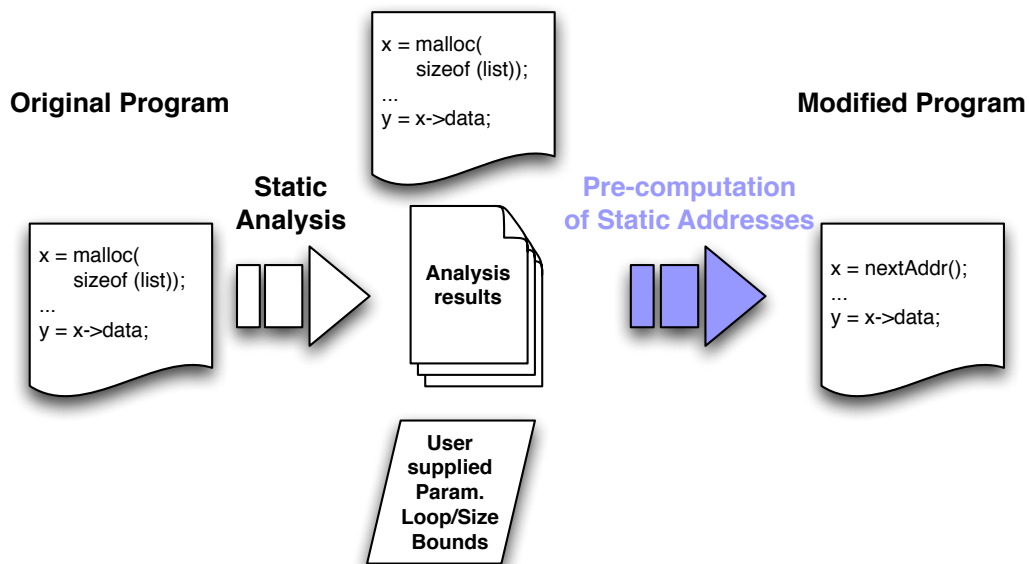 Original Program
x = malloc(
sizeof (list));
...
y = x->data;
Static
Analysis
x = malloc(
sizeof (list));
...
y = x->data;
Analysis
results
User
supplied
Param.
Loop/Size
Bounds
Pre-computation
of Static Addresses
Modified Program
x = nextAddr();
...
y = x->data;